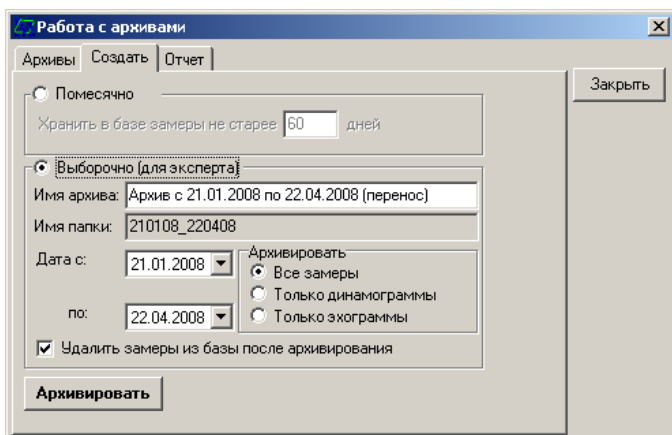 Работа с архивами
Архивы Создать Отчет
Закрыть
Помесячно
Хранить в базе замеры не старее 60 дней
Выборочно (для эксперта)
Имя архива: Архив с 21.01.2008 по 22.04.2008 (перенос)
Имя папки: 210108_220408
Дата с: 21.01.2008
Архивировать
Все замеры
Только динамограммы
по: 22.04.2008
Только эхограммы
Удалить замеры из базы после архивирования
Архивировать